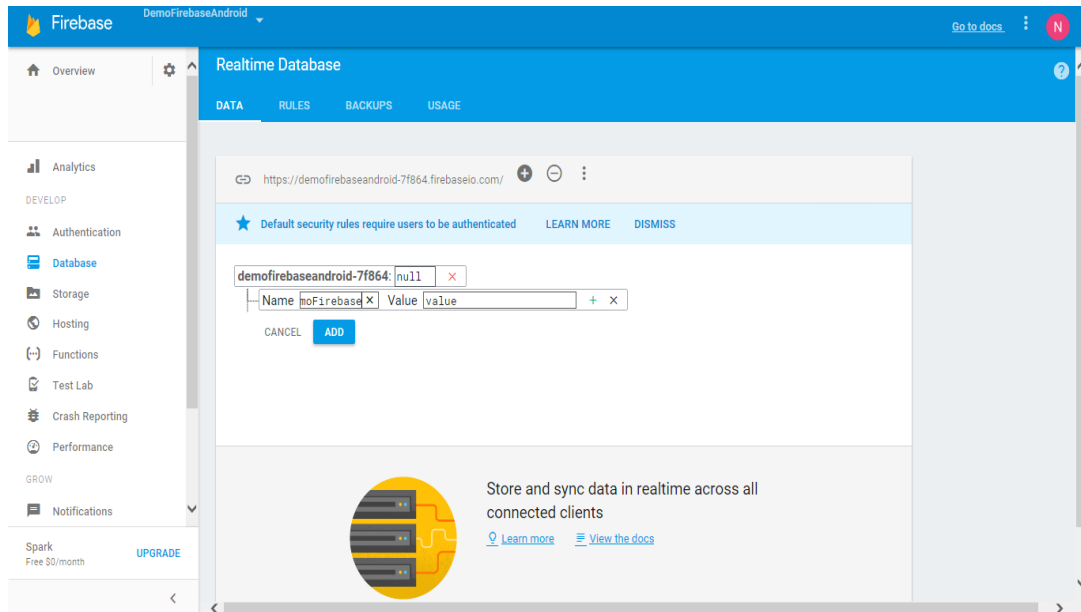 Firebase
DemoFirebaseAndroid
Go to docs
N
Overview
Realtime Database
?
DATA RULES BACKUPS USAGE
Analytics
DEVELOP
Authentication
Database
Storage
Hosting
Functions
Test Lab
Crash Reporting
Performance
GROW
Notifications
Spark
Free $0/month
UPGRADE
https://demofirebaseandroid-7f864.firebaseio.com/
Default security rules require users to be authenticated LEARN MORE DISMISS
demofirebaseandroid-7f864: null
Name moFirebase Value value
CANCEL ADD
Store and sync data in realtime across all
connected clients
Learn more View the docs